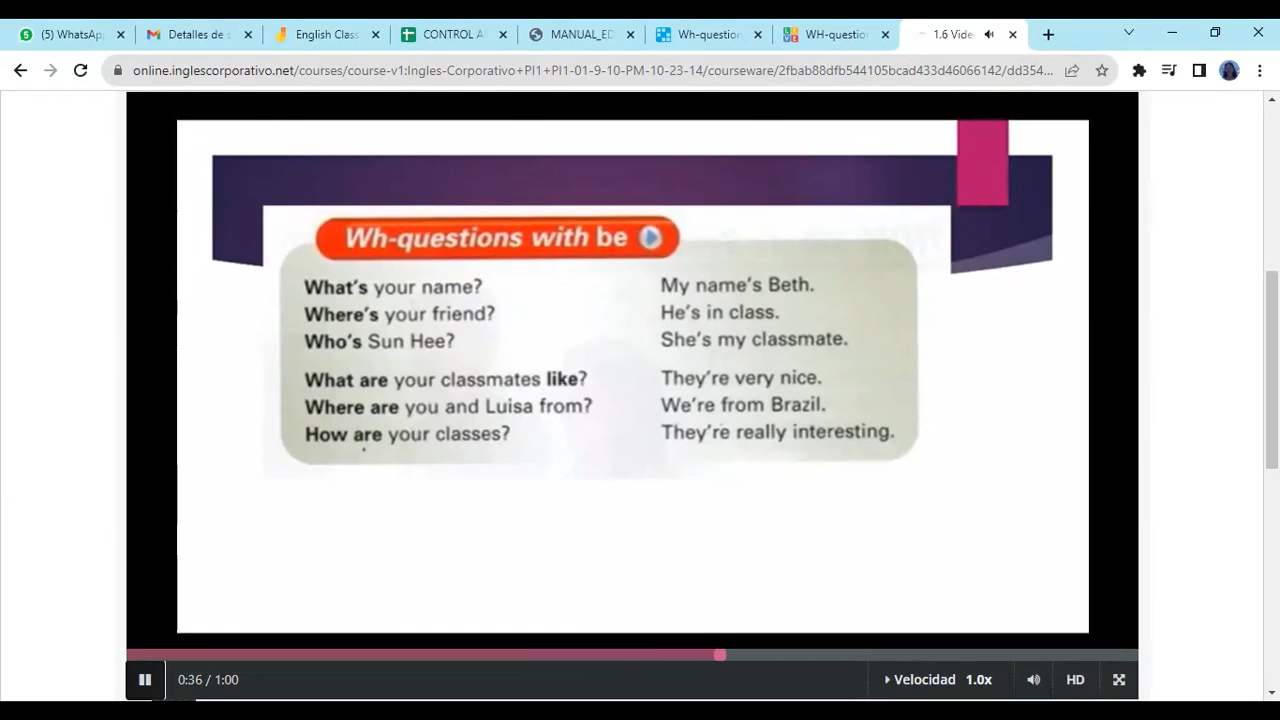 (5) WhatsAp
Detalles de s
English Clas
CONTROL A
MANUAL_ED
Wh-question
WH-question
1.6 Vide
online.inglescorporativo.net/courses/course-v1:Ingles-Corporativo+PI1+PI1-01-9-10-PM-10-23-14/courseware/2fbab88dfb544105bcad433d46066142/dd354...
Wh-questions with be
What's your name? My name's Beth.
Where's your friend? He's in class.
Who's Sun Hee? She's my classmate.
What are your classmates like? They're very nice.
Where are you and Luisa from? We're from Brazil.
How are your classes? They're really interesting.
0:36 / 1:00
Velocidad 1.0x
HD